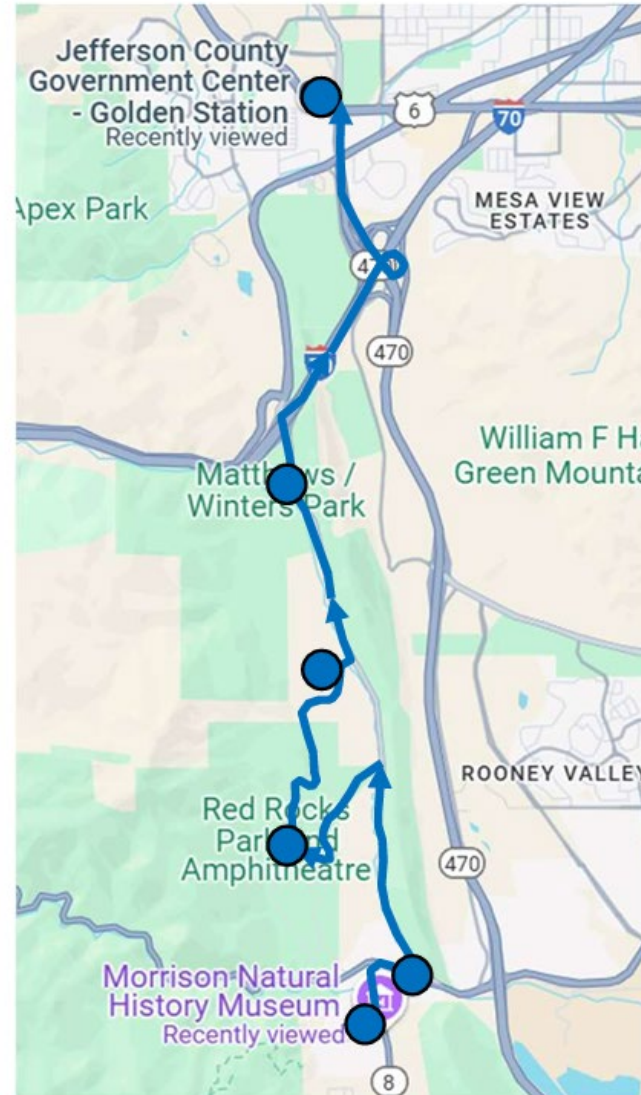 Jefferson County
Government Center
- Golden Station
Recently viewed
6
70
Apex Park
MESA VIEW
ESTATES
470
470
William F H
Green Mounta
Matthews /
Winters Park
ROONEY VALLEY
Red Rocks
Park and
Amphitheatre
470
Morrison Natural
History Museum
Recently viewed
8